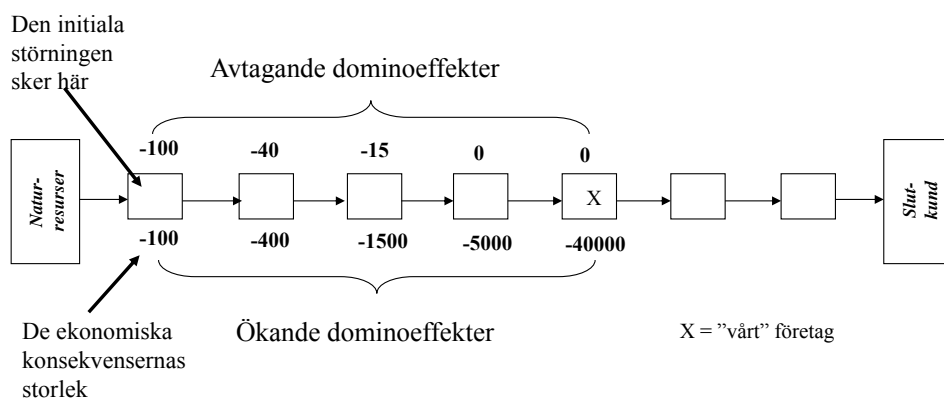 Den initiala
störningen
sker här
Avtagande dominoeffekter
-100 -40 -15 0 0
Natur-
resurser
X
Slut-
kund
-100 -400 -1500 -5000 -40000
De ekonomiska
konsekvensernas
storlek
Ökande dominoeffekter
X = ”vårt” företag